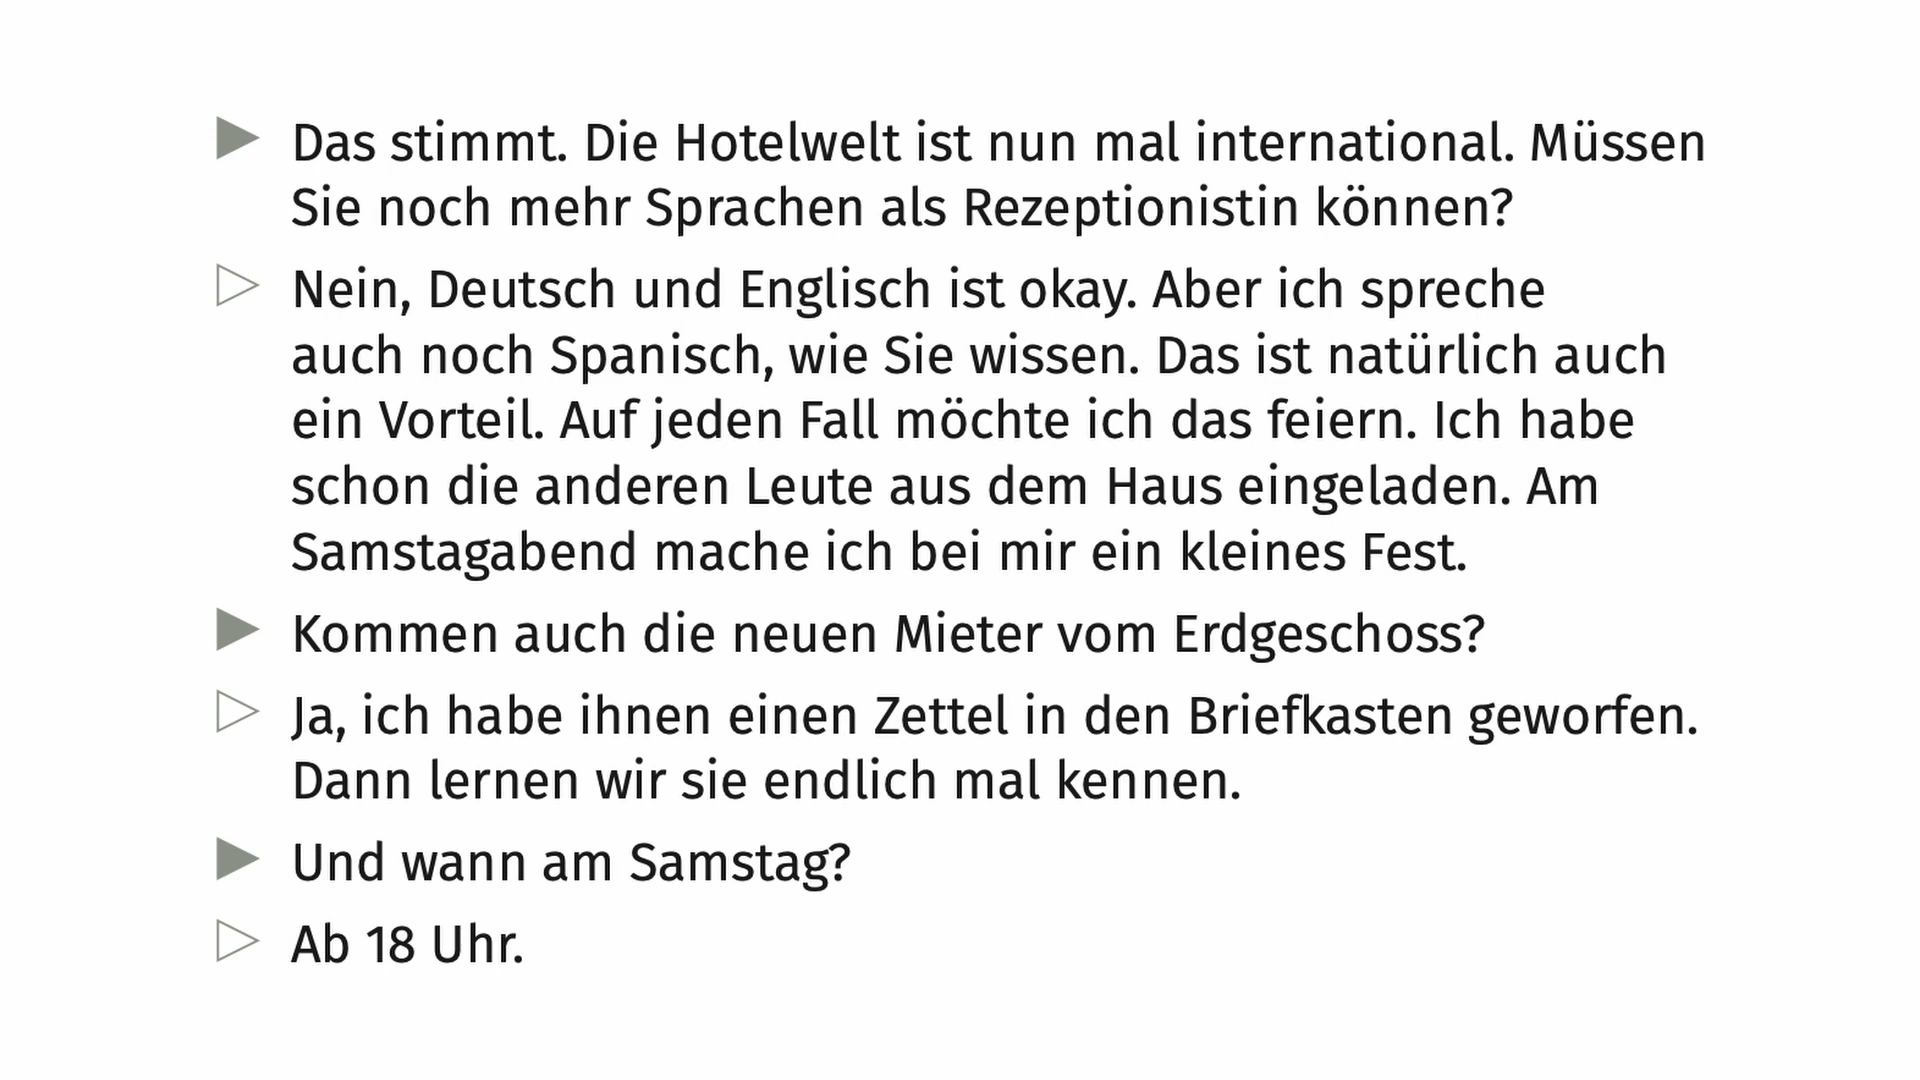 Das stimmt. Die Hotelwelt ist nun mal international. Müssen
Sie noch mehr Sprachen als Rezeptionistin können?
Nein, Deutsch und Englisch ist okay. Aber ich spreche
auch noch Spanisch, wie Sie wissen. Das ist natürlich auch
ein Vorteil. Auf jeden Fall möchte ich das feiern. Ich habe
schon die anderen Leute aus dem Haus eingeladen. Am
Samstagabend mache ich bei mir ein kleines Fest.
Kommen auch die neuen Mieter vom Erdgeschoss?
Ja, ich habe ihnen einen Zettel in den Briefkasten geworfen.
Dann lernen wir sie endlich mal kennen.
Und wann am Samstag?
Ab 18 Uhr.